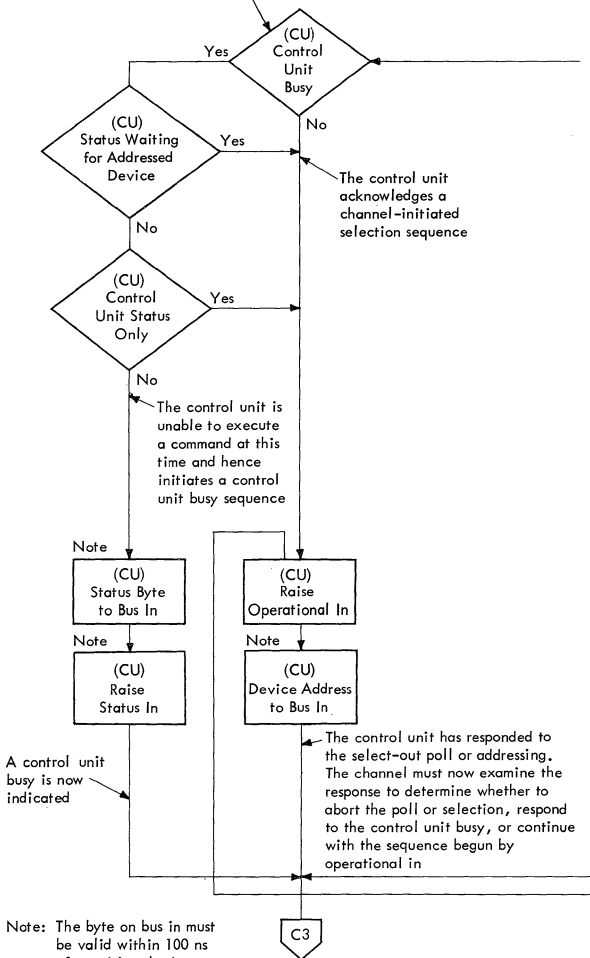 (CU)
Control
Unit
Busy
Yes
No
(CU)
Status Waiting
for Addressed
Device
Yes
No
The control unit
acknowledges a
channel-initiated
selection sequence
(CU)
Control
Unit Status
Only
Yes
No
The control unit is
unable to execute
a command at this
time and hence
initiates a control
unit busy sequence
Note
(CU)
Status Byte
to Bus In
(CU)
Raise
Operational In
Note
(CU)
Raise
Status In
Note
(CU)
Device Address
to Bus In
A control unit
busy is now
indicated
The control unit has responded to
the select-out poll or addressing.
The channel must now examine the
response to determine whether to
abort the poll or selection, respond
to the control unit busy, or continue
with the sequence begun by
operational in
C3
Note: The byte on bus in must
be valid within 100 ns